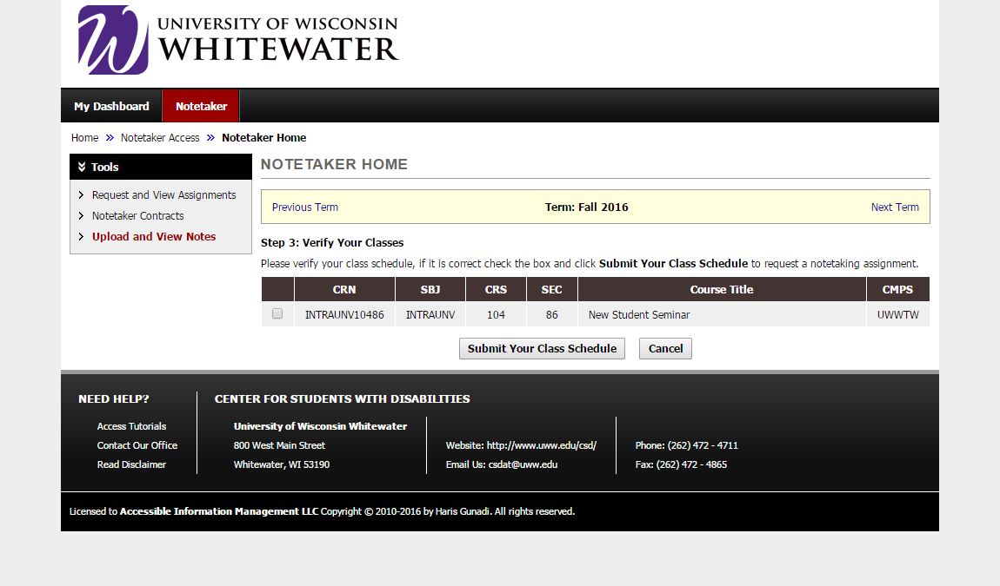 UNIVERSITY OF WISCONSIN
WHITEWATER
My Dashboard Notetaker
Home » Notetaker Access » Notetaker Home
Tools
Request and View Assignments
Notetaker Contracts
Upload and View Notes
NOTETAKER HOME
Previous Term Term: Fall 2016 Next Term
Step 3: Verify Your Classes
Please verify your class schedule, if it is correct check the box and click Submit Your Class Schedule to request a notetaking assignment.
CRN SBJ CRS SEC Course Title CMPS
INTRAUNV10486 INTRAUNV 104 86 New Student Seminar UWWTW
Submit Your Class Schedule Cancel
NEED HELP?
Access Tutorials
Contact Our Office
Read Disclaimer
CENTER FOR STUDENTS WITH DISABILITIES
University of Wisconsin Whitewater
800 West Main Street
Whitewater, WI 53190
Website: http://www.uww.edu/csd/
Email Us: csdat@uww.edu
Phone: (262) 472 - 4711
Fax: (262) 472 - 4865
Licensed to Accessible Information Management LLC Copyright © 2010-2016 by Haris Gunadi. All rights reserved.